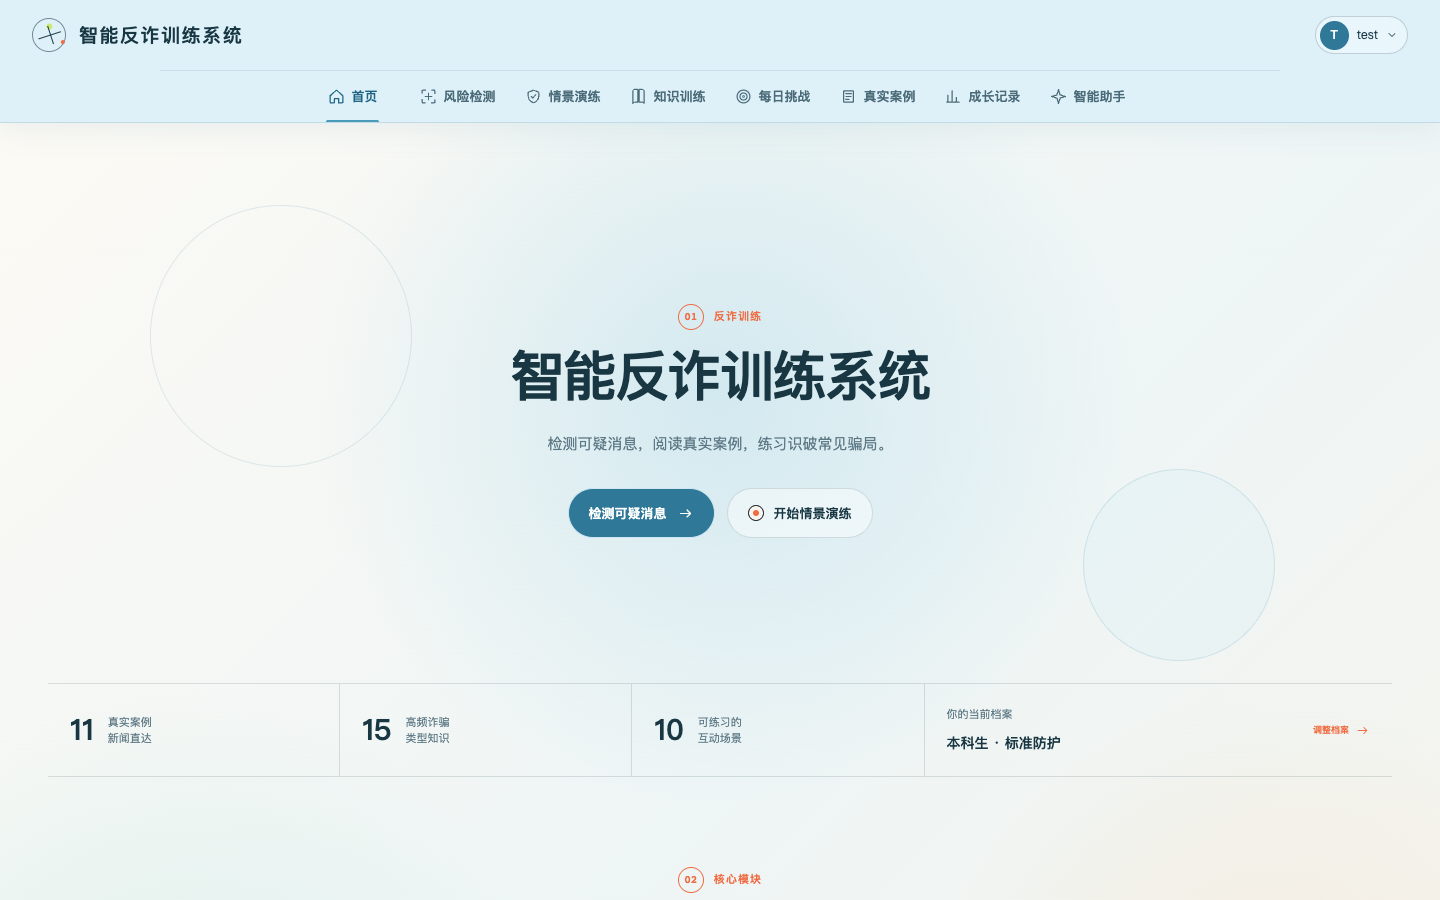 智能反诈训练系统
T test
首页 风险检测 情景演练 知识训练 每日挑战 真实案例 成长记录 智能助手
01 反诈训练
智能反诈训练系统
检测可疑消息，阅读真实案例，练习识破常见骗局。
检测可疑消息 开始情景演练
11 真实案例
新闻直达
15 高频诈骗
类型知识
10 可练习的
互动场景
你的当前档案
本科生 · 标准防护
调整档案
02 核心模块